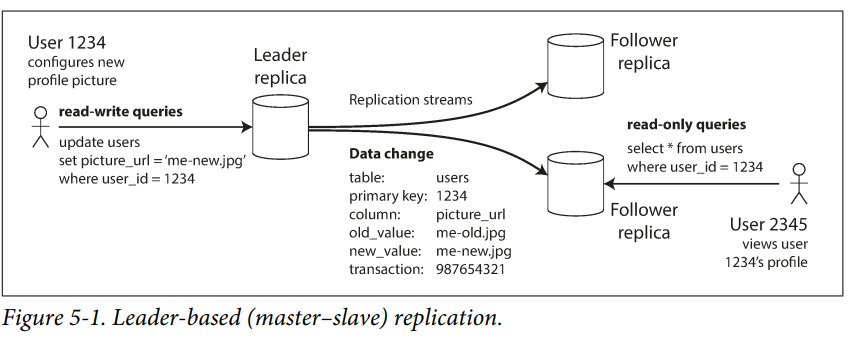 User 1234
configures new
profile picture
read-write queries
update users
set picture_url = ‘me-new.jpg’
where user_id = 1234
Leader
replica
Replication streams
Data change
table: users
primary key: 1234
column: picture_url
old_value: me-old.jpg
new_value: me-new.jpg
transaction: 987654321
Follower
replica
read-only queries
select * from users
where user_id = 1234
Follower
replica
User 2345
views user
1234’s profile
Figure 5-1. Leader-based (master–slave) replication.